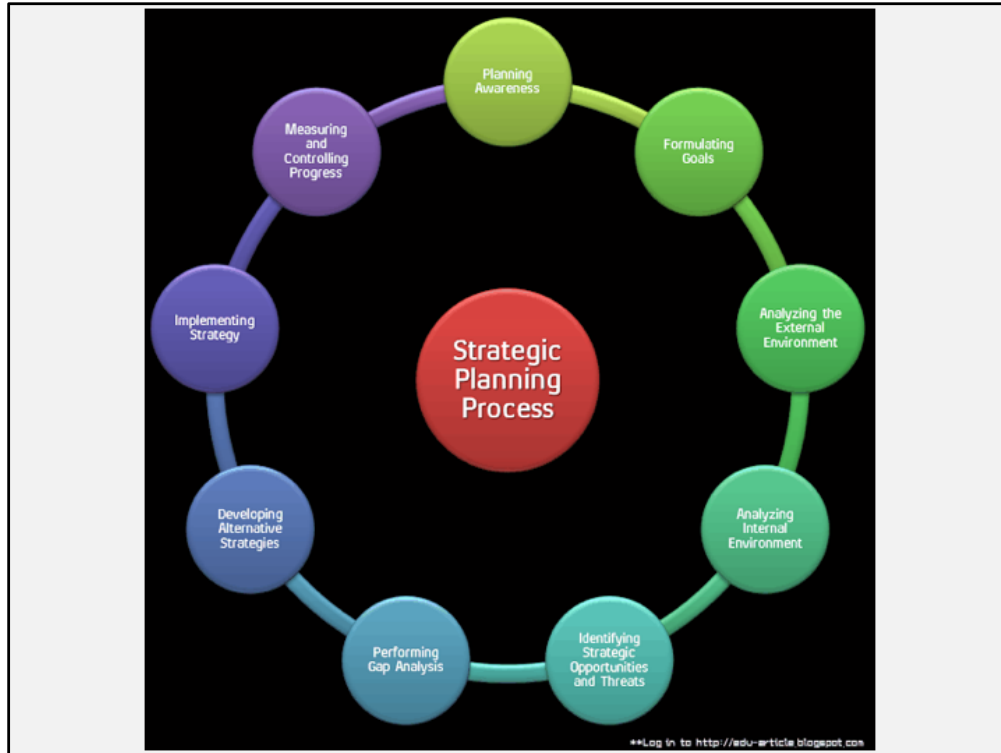 Planning
Awareness
Formulating
Goals
Analyzing the
External
Environment
Analyzing
Internal
Environment
Identifying
Strategic
Opportunities
and Threats
Performing
Gap Analysis
Developing
Alternative
Strategies
Implementing
Strategy
Measuring
and
Controlling
Progress
Strategic
Planning
Process
**Log in to http://edu-article.blogspot.com